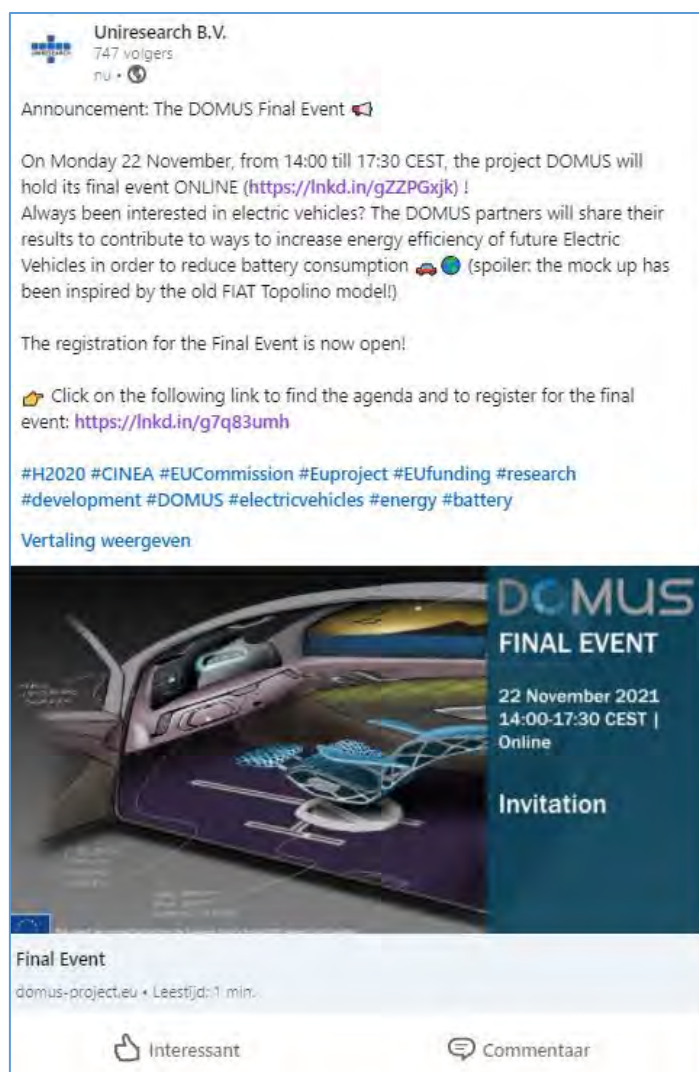 Uniresearch B.V.
747 volgers
nu •
Announcement: The DOMUS Final Event 📢
On Monday 22 November, from 14:00 till 17:30 CEST, the project DOMUS will
hold its final event ONLINE (https://lnkd.in/gZZPGxjk) !
Always been interested in electric vehicles? The DOMUS partners will share their
results to contribute to ways to increase energy efficiency of future Electric
Vehicles in order to reduce battery consumption 🚗🌍 (spoiler: the mock up has
been inspired by the old FIAT Topolino model!)
The registration for the Final Event is now open!
👉 Click on the following link to find the agenda and to register for the final
event: https://lnkd.in/g7q83umh
#H2020 #CINEA #EUCommission #Euproject #EUfunding #research
#development #DOMUS #electricvehicles #energy #battery
Vertaling weergeven
DOMUS
FINAL EVENT
22 November 2021
14:00-17:30 CEST |
Online
Invitation
Final Event
domus-project.eu • Leestijd: 1 min.
Interessant
Commentaar